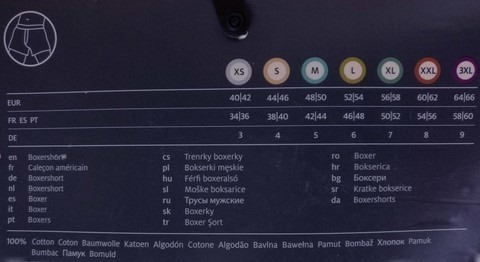 XS S M L XL XXL 3XL
EUR 40|42 44|46 48|50 52|54 56|58 60|62 64|66
FR ES PT 34|36 38|40 42|44 46|48 50|52 54|56 58|60
DE 3 4 5 6 7 8 9
en Boxershorts
fr Caleçon américain
de Boxershort
nl Boxershort
es Boxer
it Boxer
pt Boxers
cs Trenrky boxerky
pl Bokserki męskie
hu Férfi boxeralsó
sl Moške boksarice
ru Трусы мужские
sk Boxerky
tr Boxer Şort
ro Boxer
hr Bokserica
bg Боксери
sr Kratke bokserice
da Boxershorts
100% Cotton Coton Baumwolle Katoen Algodón Cotone Algodão Bavlna Bawełna Pamut Bombaž Хлопок Pamuk
Bumbac Памук Bomuld